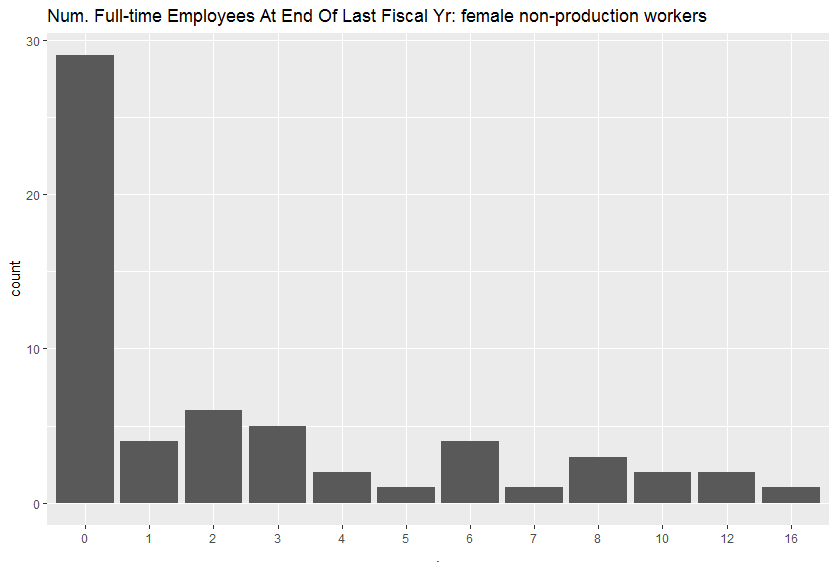 Num. Full-time Employees At End Of Last Fiscal Yr: female non-production workers
30
20
10
0
count
0 1 2 3 4 5 6 7 8 10 12 16
.